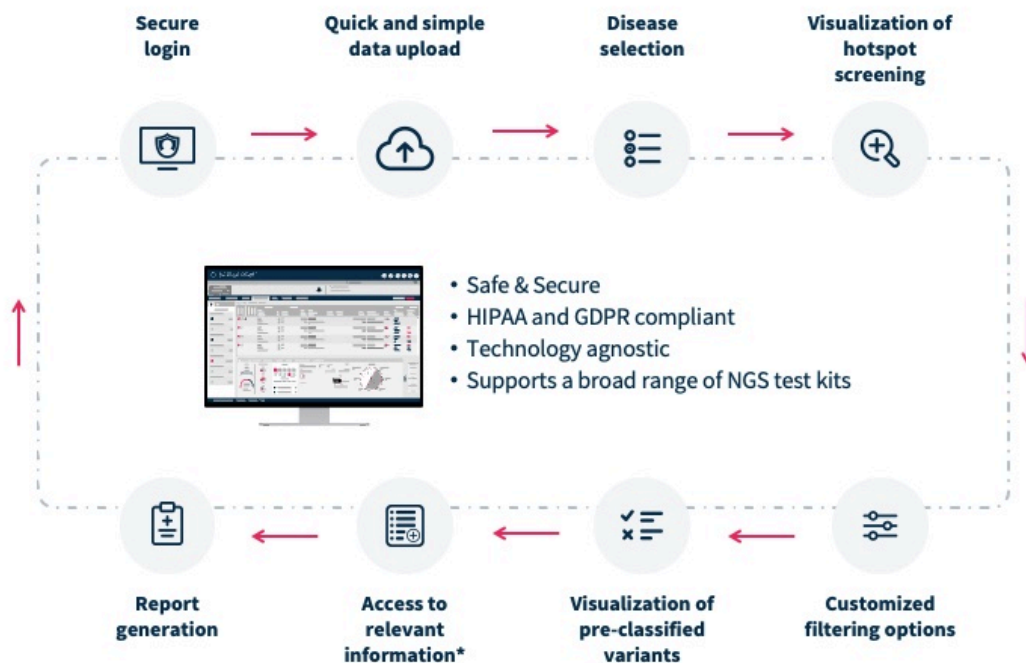 Secure
login
Quick and simple
data upload
Disease
selection
Visualization of
hotspot
screening
• Safe & Secure
• HIPAA and GDPR compliant
• Technology agnostic
• Supports a broad range of NGS test kits
Report
generation
Access to
relevant
information*
Visualization of
pre-classified
variants
Customized
filtering options